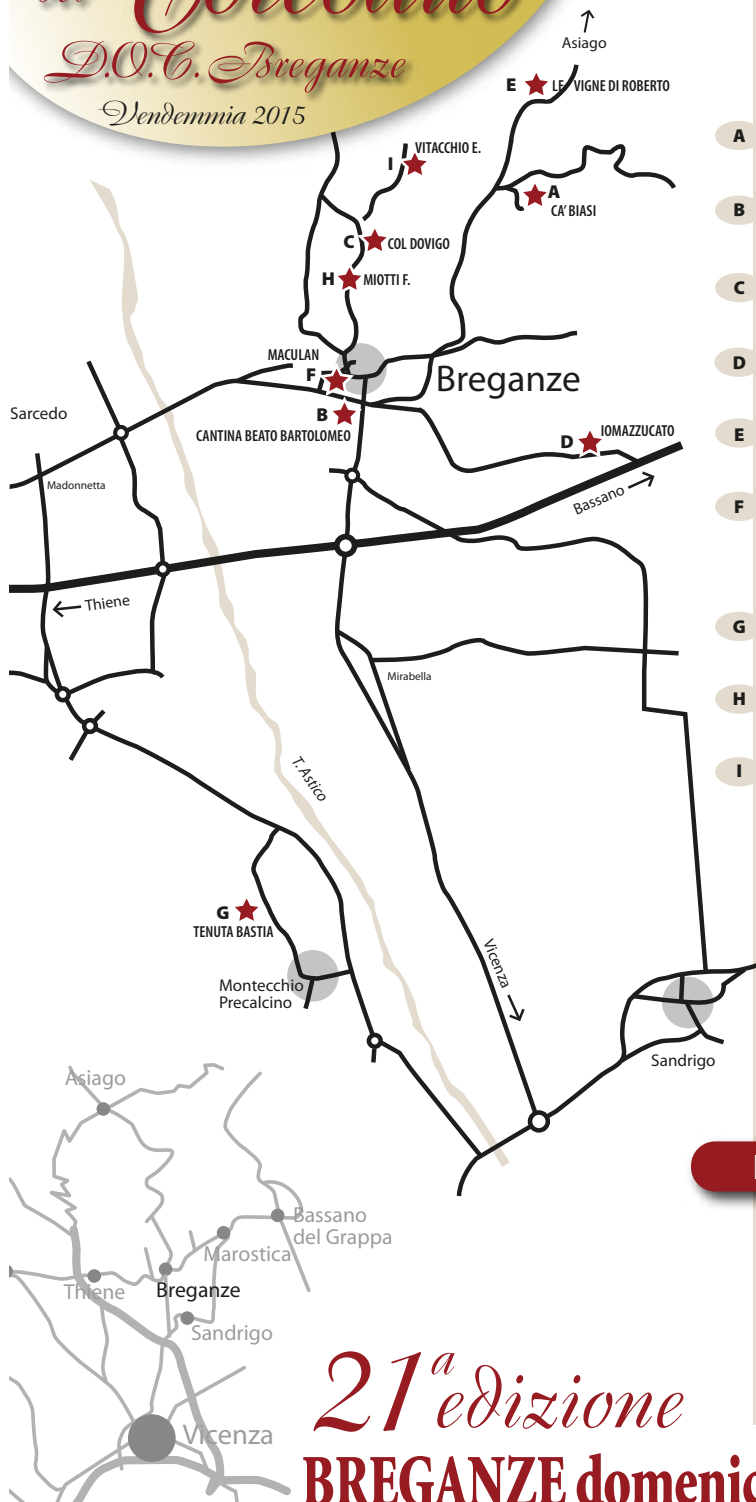 D.O.C. Breganze
Vendemmia 2015
Asiago
E LE VIGNE DI ROBERTO
A
VITACCHIO E.
I
A
CA' BIASI
B
C COL DOVIGO
H MIOTTI F.
C
MACULAN
F
Breganze
D
Sarcedo
B
CANTINA BEATO BARTOLOMEO
IOMAZZUCATO
D
E
Madonnetta
Bassano
F
Thiene
G
Mirabella
H
I
T. Astico
G
TENUTA BASTIA
Vicenza
Montecchio
Precalcino
Sandrigo
Asiago
Bassano
del Grappa
Marostica
Thiene
Breganze
Sandrigo
Vicenza
21ª edizione
BREGANZE